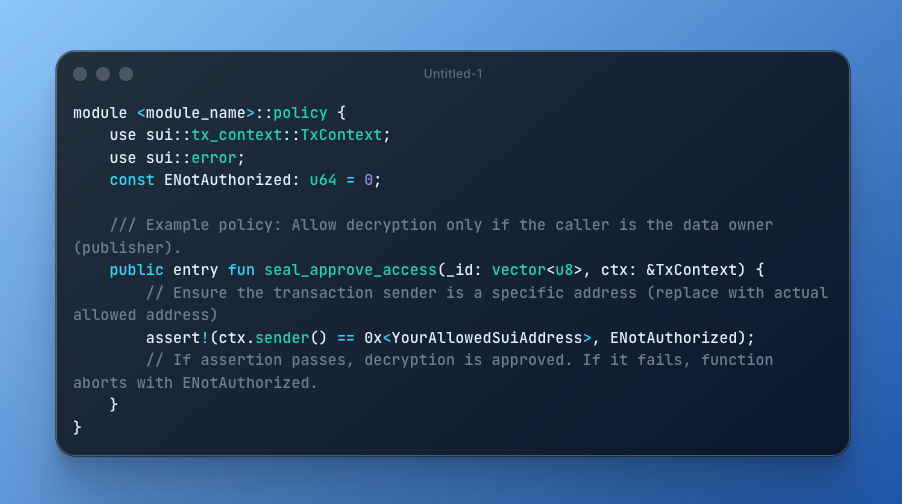 Untitled-1
module <module_name>::policy {
    use sui::tx_context::TxContext;
    use sui::error;
    const ENotAuthorized: u64 = 0;

    /// Example policy: Allow decryption only if the caller is the data owner
(publisher).
    public entry fun seal_approve_access(_id: vector<u8>, ctx: &TxContext) {
        // Ensure the transaction sender is a specific address (replace with actual
allowed address)
        assert!(ctx.sender() == 0x<YourAllowedSuiAddress>, ENotAuthorized);
        // If assertion passes, decryption is approved. If it fails, function
aborts with ENotAuthorized.
    }
}